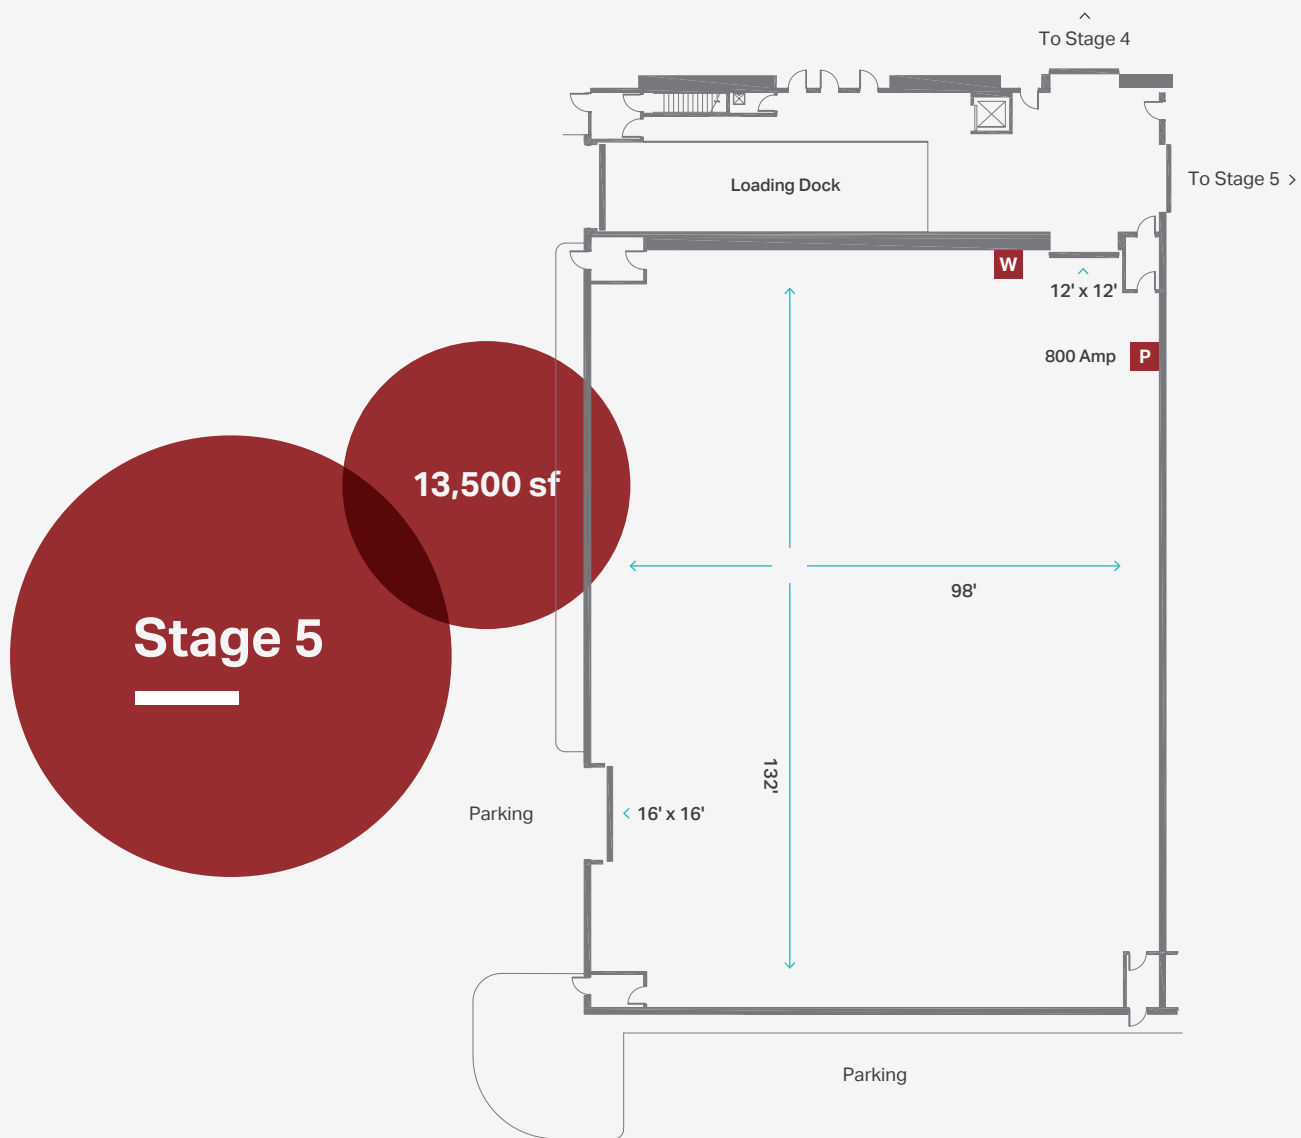 To Stage 4
Loading Dock
To Stage 5 >
W
12' x 12'
800 Amp
P
13,500 sf
98'
Stage 5
132'
Parking
16' x 16'
Parking